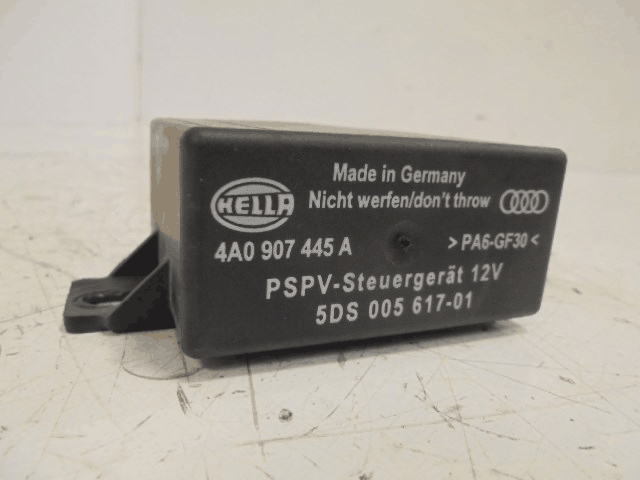 Made in Germany
HELLA Nicht werfen/don't throw
4A0 907 445 A >PA6-GF30<
PSPV-Steuergerät 12V
5DS 005 617-01